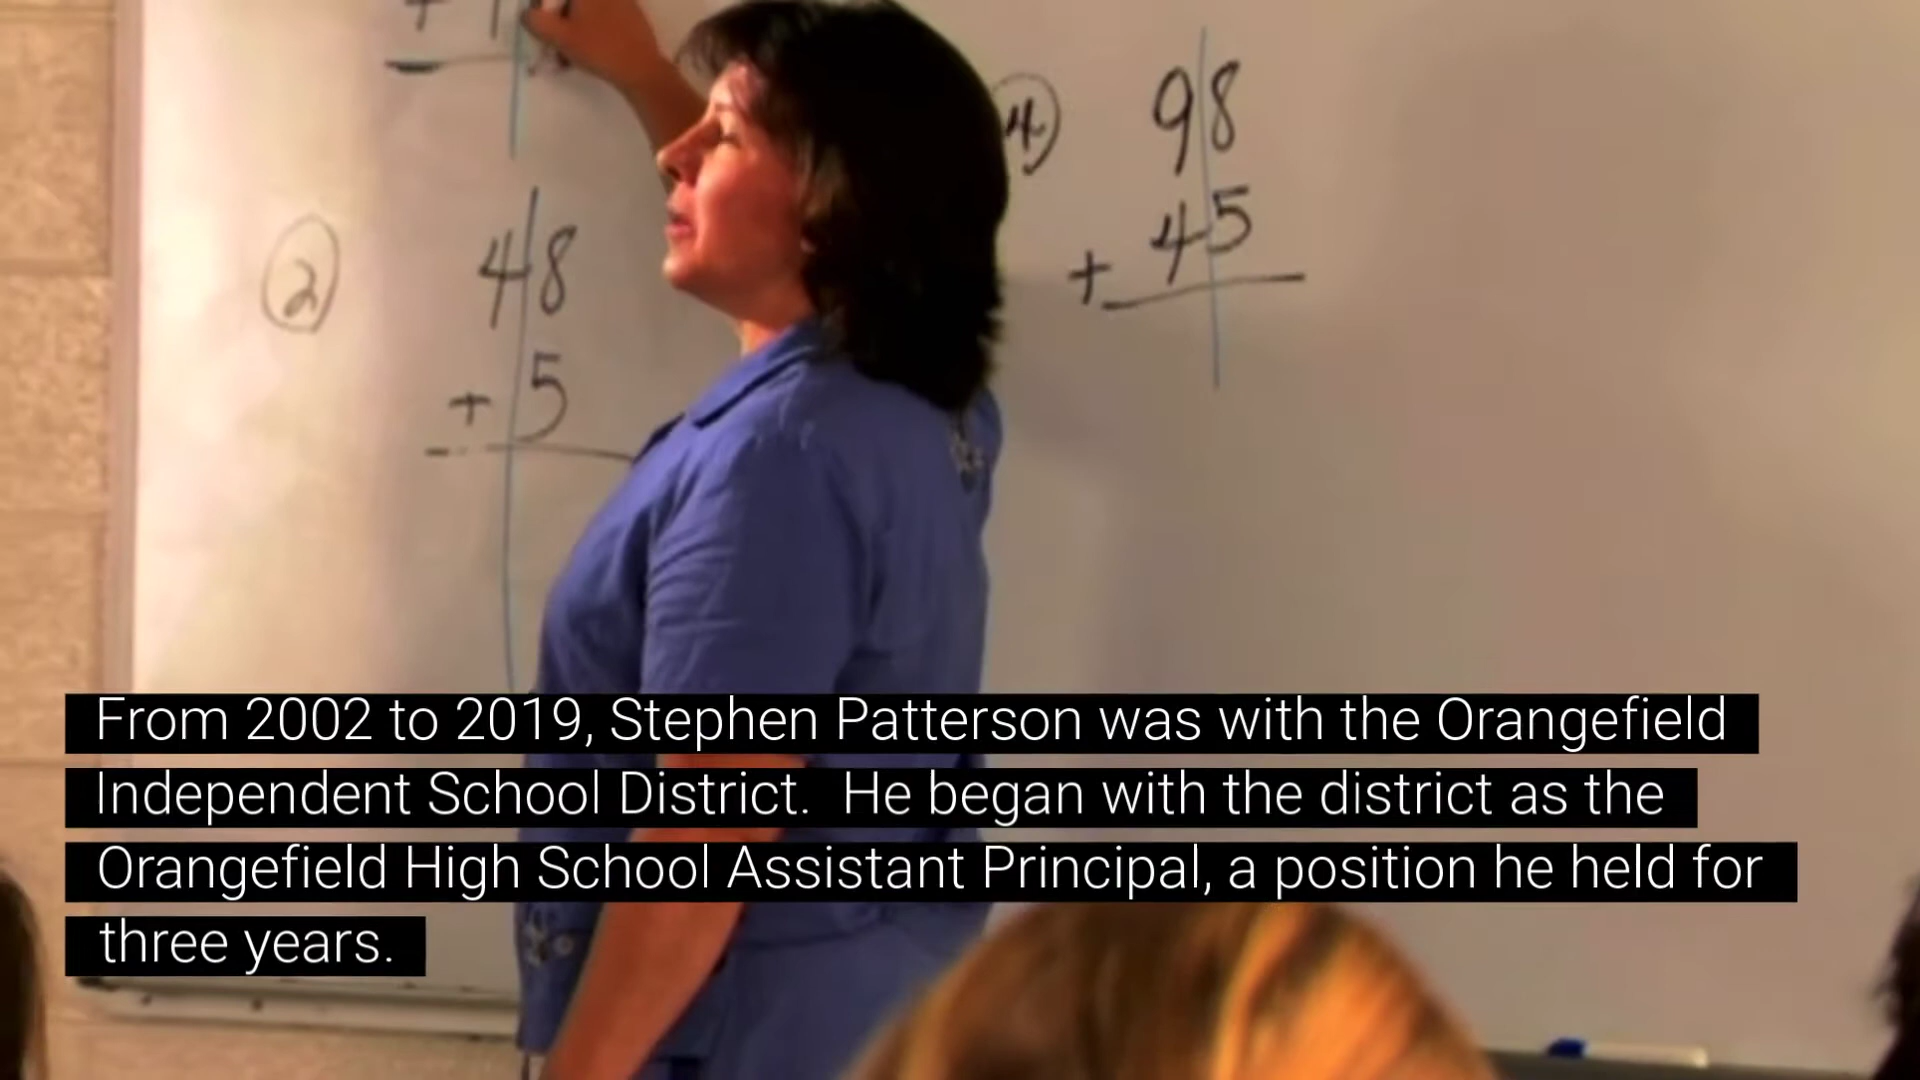 + 1
98
4
+ 45
2
48
+ 5
From 2002 to 2019, Stephen Patterson was with the Orangefield
Independent School District.  He began with the district as the
Orangefield High School Assistant Principal, a position he held for
three years.